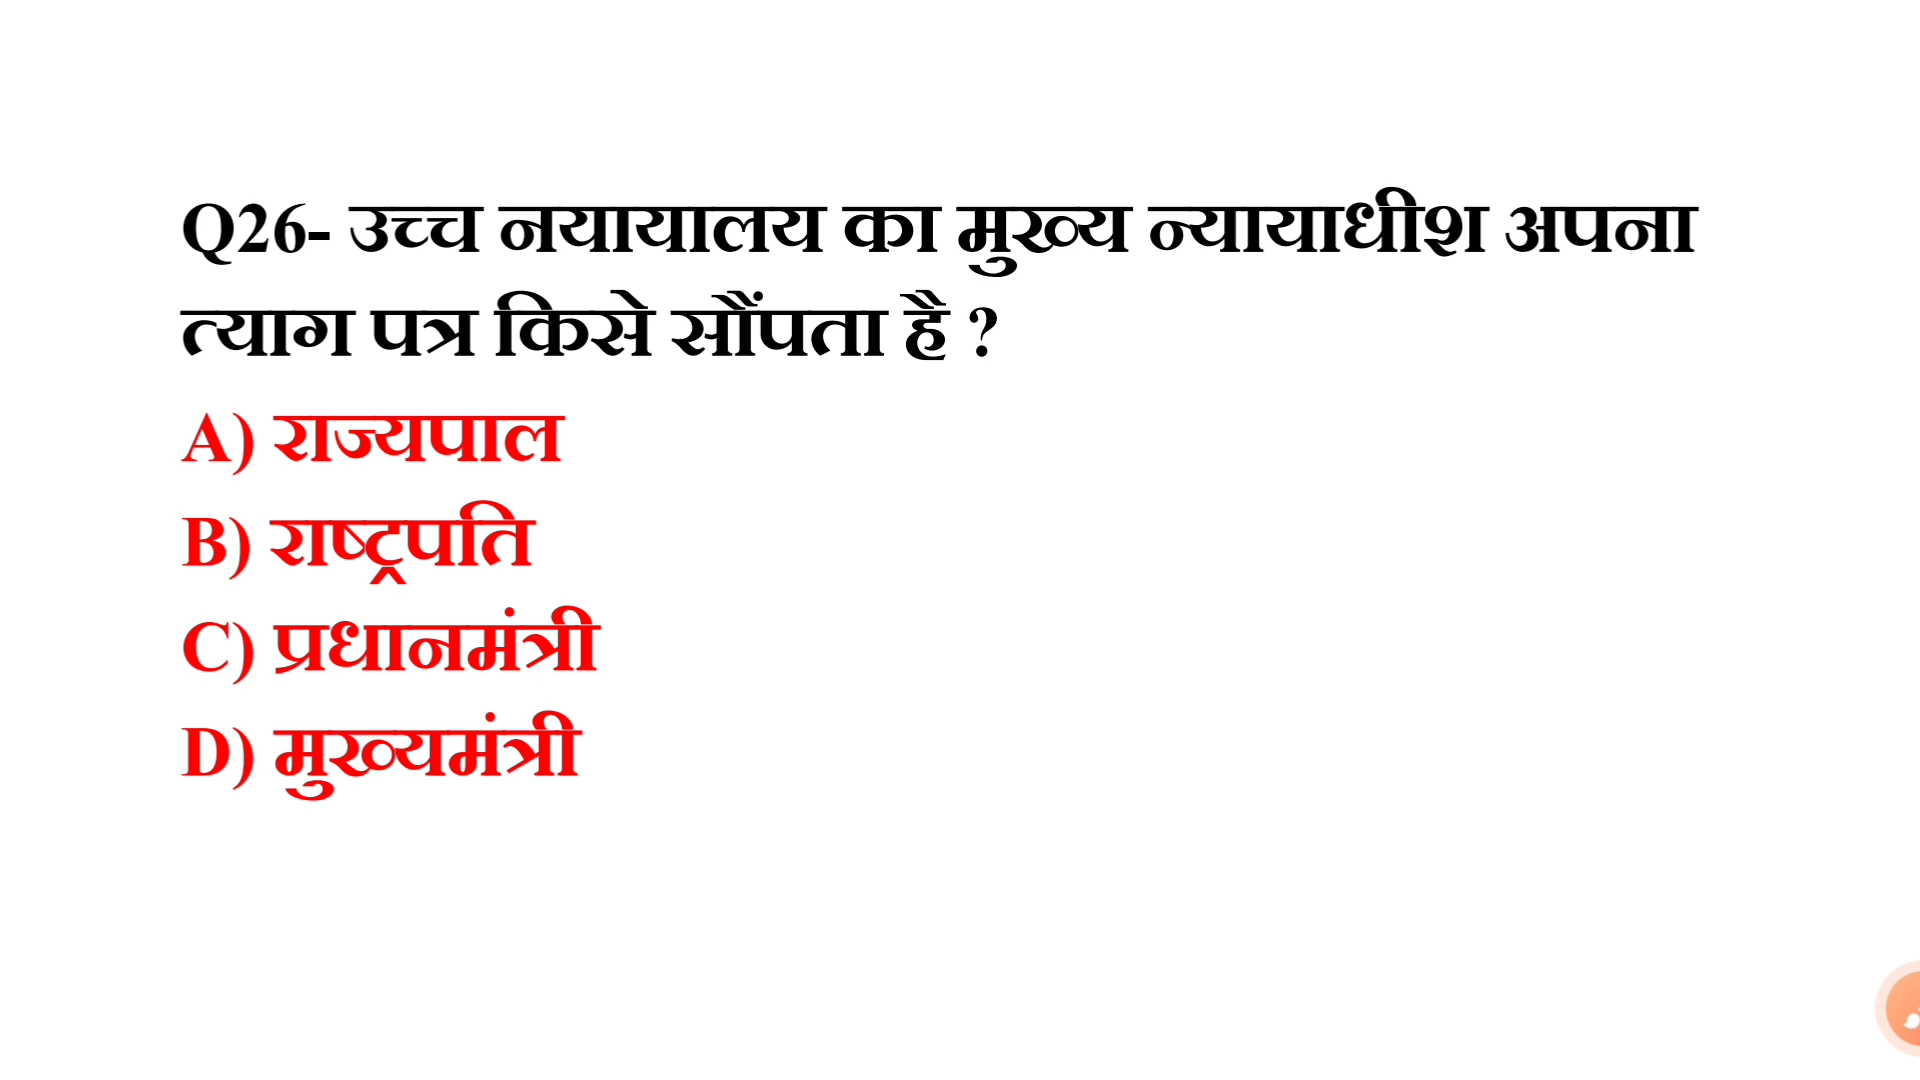 Q26- उच्च नयायालय का मुख्य न्यायाधीश अपना
त्याग पत्र किसे सौंपता है ?
A) राज्यपाल
B) राष्ट्रपति
C) प्रधानमंत्री
D) मुख्यमंत्री